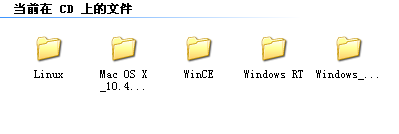 当前在 CD 上的文件
Linux
Mac OS X
_10.4...
WinCE
Windows RT
Windows_...